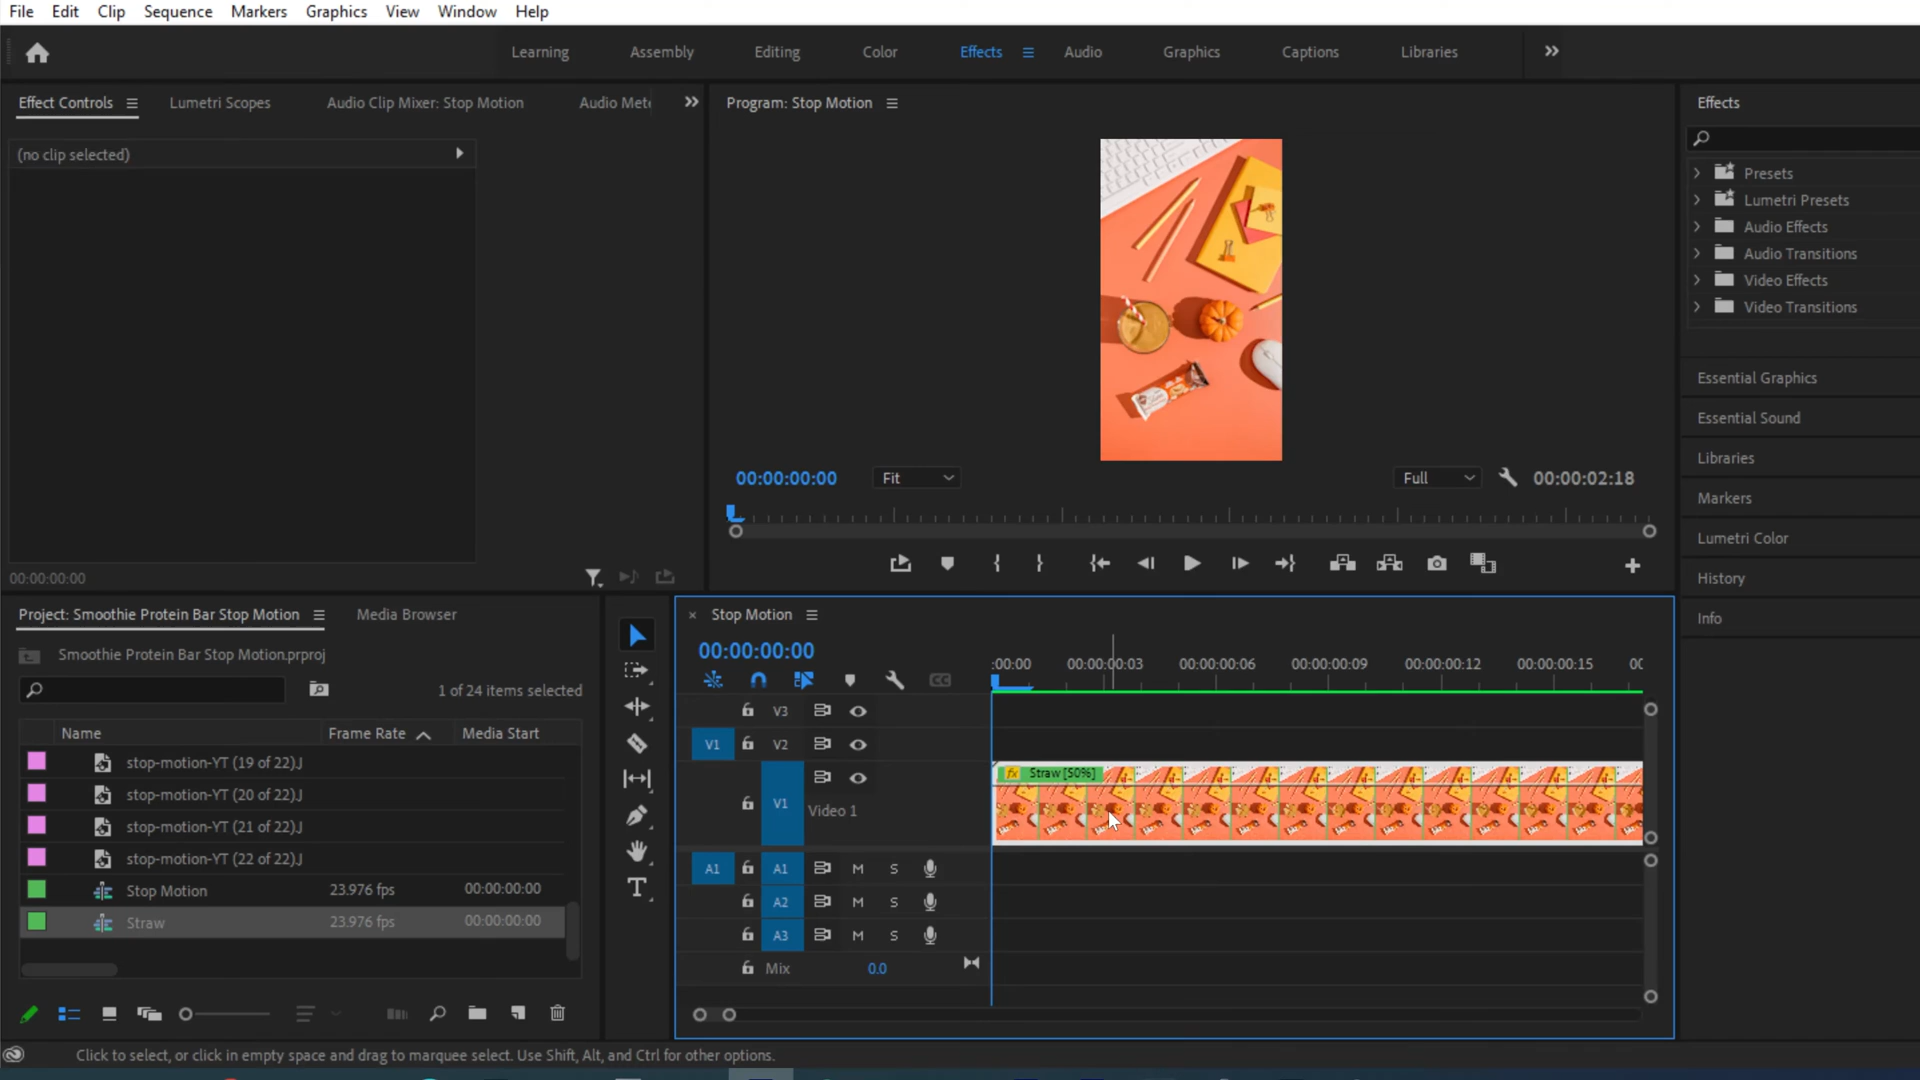 File Edit Clip Sequence Markers Graphics View Window Help
Learning Assembly Editing Color Effects Audio Graphics Captions Libraries
Effect Controls Lumetri Scopes Audio Clip Mixer: Stop Motion Audio Mete
(no clip selected)
00:00:00:00
Program: Stop Motion
00:00:00:00 Fit Full 00:00:02:18
Effects
Presets
Lumetri Presets
Audio Effects
Audio Transitions
Video Effects
Video Transitions
Essential Graphics
Essential Sound
Libraries
Markers
Lumetri Color
History
Info
Project: Smoothie Protein Bar Stop Motion Media Browser
Smoothie Protein Bar Stop Motion.prproj
1 of 24 items selected
Name Frame Rate Media Start
stop-motion-YT (19 of 22).J
stop-motion-YT (20 of 22).J
stop-motion-YT (21 of 22).J
stop-motion-YT (22 of 22).J
Stop Motion 23.976 fps 00:00:00:00
Straw 23.976 fps 00:00:00:00
Stop Motion
00:00:00:00
:00:00 00:00:00:03 00:00:00:06 00:00:00:09 00:00:00:12 00:00:00:15 00
V3
V1 V2
V1 Video 1
fx Straw [50%]
A1 A1 M S
A2 M S
A3 M S
Mix 0.0
Click to select, or click in empty space and drag to marquee select. Use Shift, Alt, and Ctrl for other options.